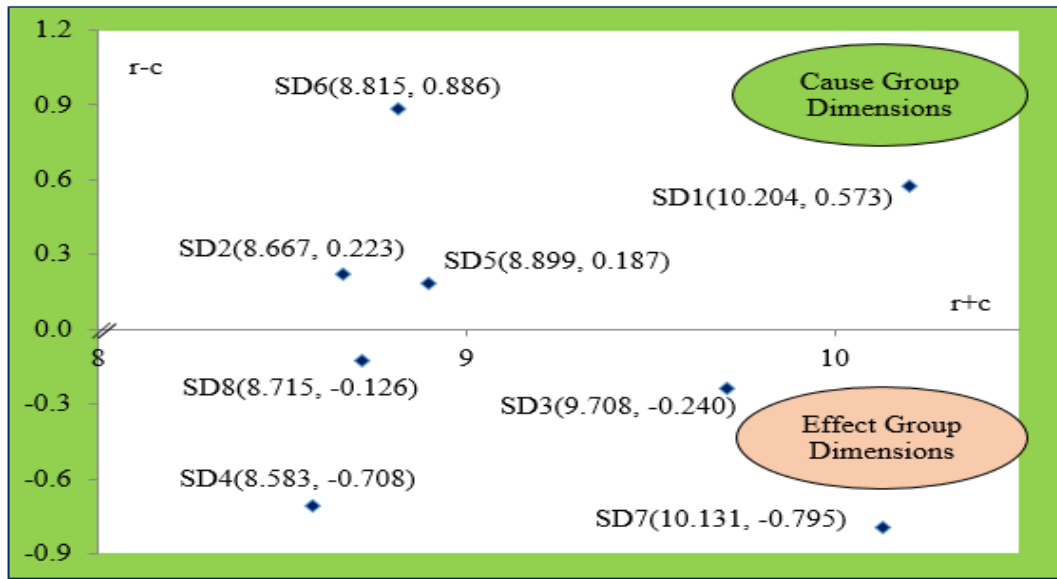 1.2
r-c
Cause Group
Dimensions
SD6(8.815, 0.886)
0.9
0.6
SD1(10.204, 0.573)
SD2(8.667, 0.223)
SD5(8.899, 0.187)
0.3
r+c
0.0
8
9
10
SD8(8.715, -0.126)
SD3(9.708, -0.240)
-0.3
Effect Group
Dimensions
SD4(8.583, -0.708)
-0.6
SD7(10.131, -0.795)
-0.9